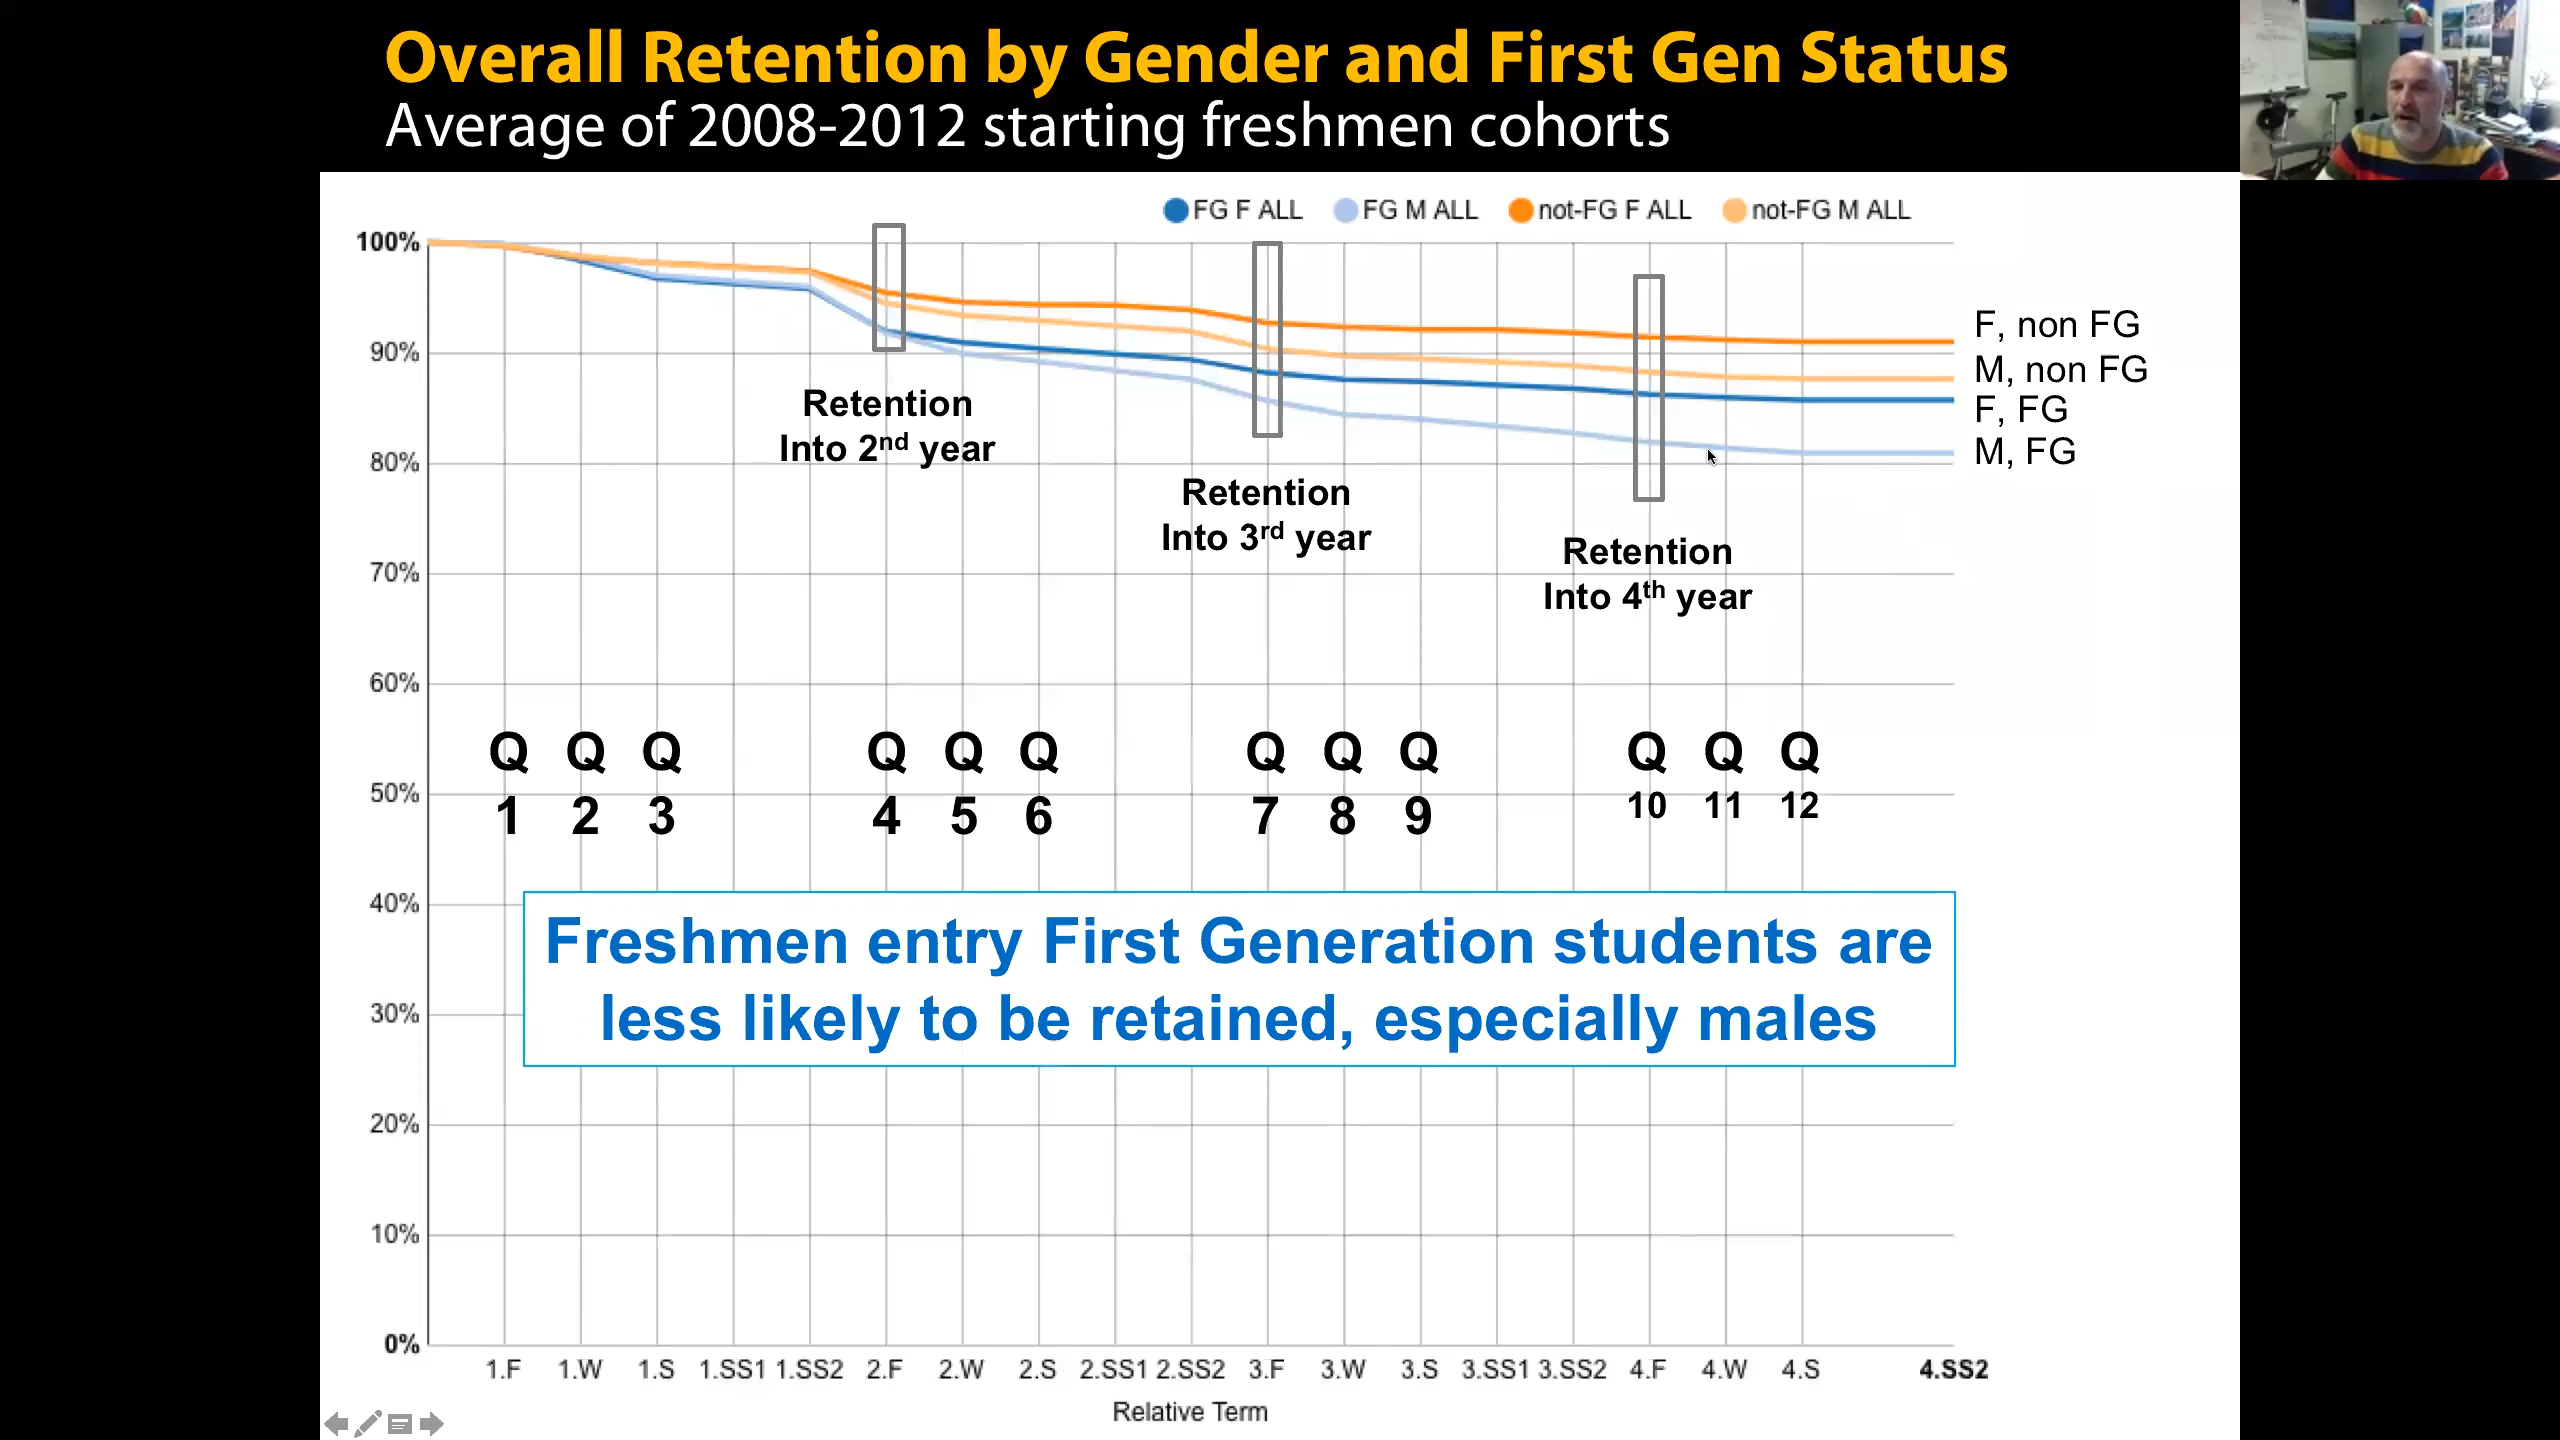 Overall Retention by Gender and First Gen Status
Average of 2008-2012 starting freshmen cohorts
FG F ALL FG M ALL not-FG F ALL not-FG M ALL
100%
90%
80%
70%
60%
50%
40%
30%
20%
10%
0%
F, non FG
M, non FG
F, FG
M, FG
Retention
Into 2nd year
Retention
Into 3rd year
Retention
Into 4th year
Q Q Q Q Q Q Q Q Q Q Q Q
1 2 3 4 5 6 7 8 9 10 11 12
Freshmen entry First Generation students are
less likely to be retained, especially males
1.F 1.W 1.S 1.SS1 1.SS2 2.F 2.W 2.S 2.SS1 2.SS2 3.F 3.W 3.S 3.SS1 3.SS2 4.F 4.W 4.S 4.SS2
Relative Term